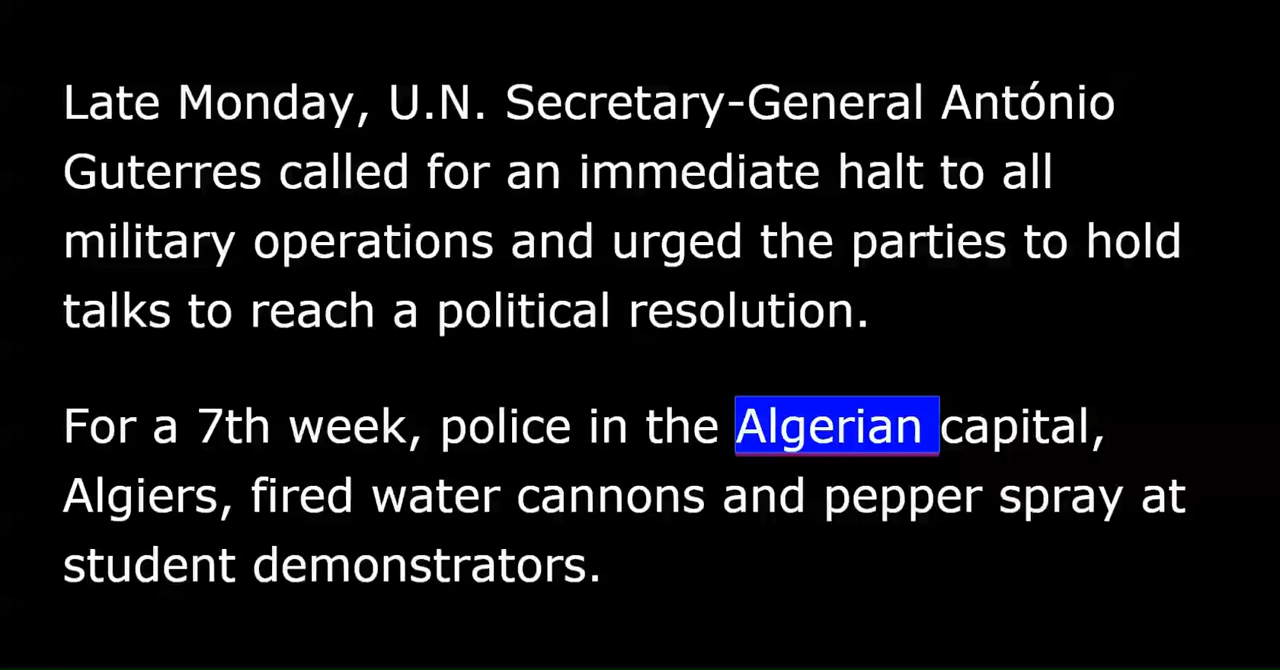 Late Monday, U.N. Secretary-General António
Guterres called for an immediate halt to all
military operations and urged the parties to hold
talks to reach a political resolution.
For a 7th week, police in the Algerian capital,
Algiers, fired water cannons and pepper spray at
student demonstrators.